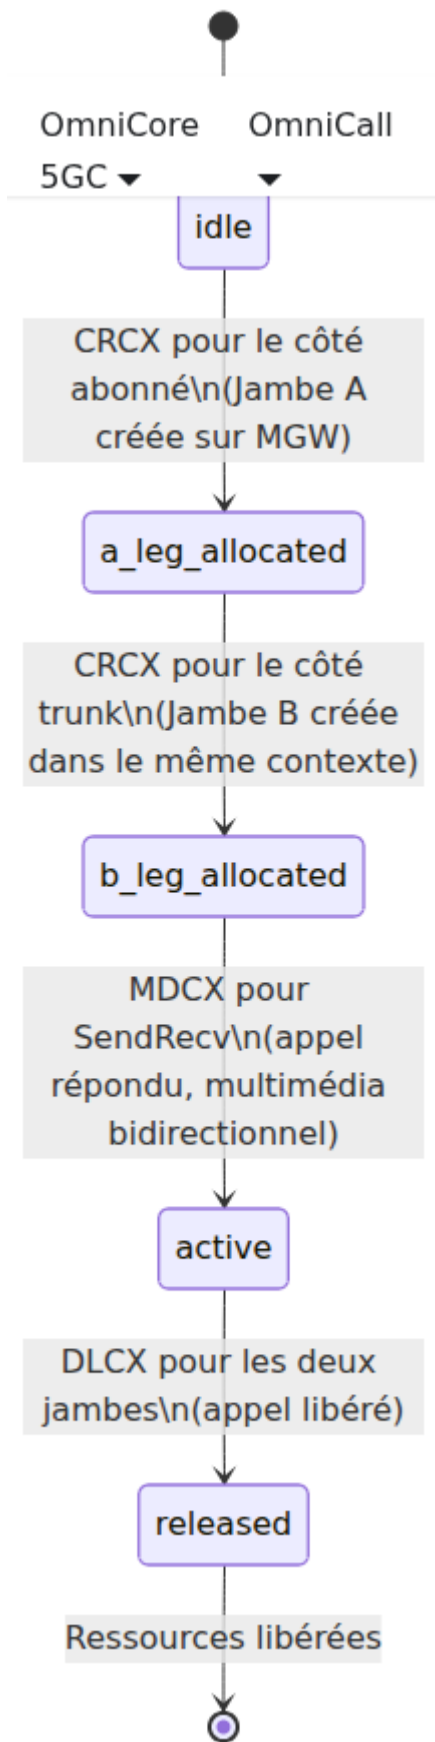 OmniCore OmniCall
5GC
idle
CRCX pour le côté
abonné\n(Jambe A
créée sur MGW)
a_leg_allocated
CRCX pour le côté
trunk\n(Jambe B créée
dans le même contexte)
b_leg_allocated
MDCX pour
SendRecv\n(appel
répondu, multimédia
bidirectionnel)
active
DLCX pour les deux
jambes\n(appel libéré)
released
Ressources libérées